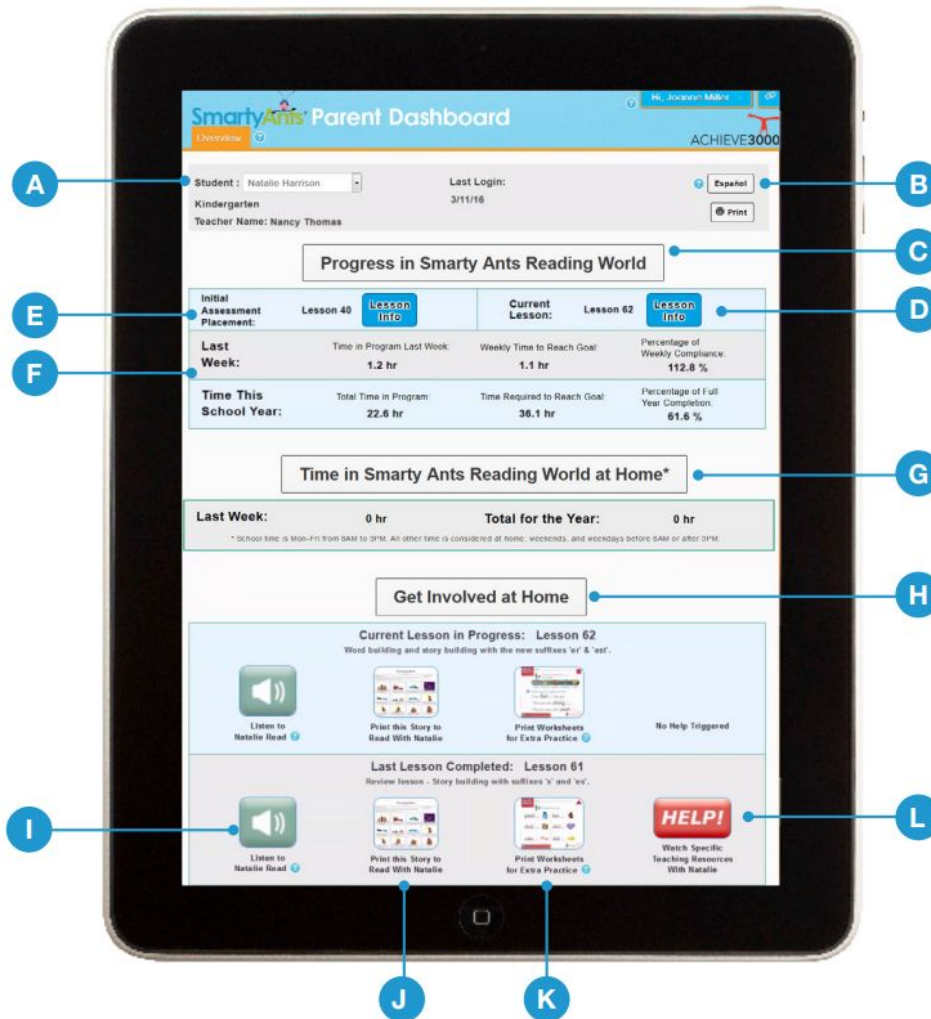 Hi, Joanne Miller
SmartyAnts Parent Dashboard
Overview ?
ACHIEVE3000
A
Student : Natalie Harrison
Last Login:
? Español
B
Kindergarten
3/11/16
Print
Teacher Name: Nancy Thomas
C
Progress in Smarty Ants Reading World
E
Initial Assessment Placement:
Lesson 40
Lesson Info
Current Lesson:
Lesson 62
Lesson Info
D
F
Last Week:
Time in Program Last Week:
1.2 hr
Weekly Time to Reach Goal:
1.1 hr
Percentage of Weekly Compliance:
112.8 %
Time This School Year:
Total Time in Program:
22.6 hr
Time Required to Reach Goal:
36.1 hr
Percentage of Full Year Completion:
61.6 %
Time in Smarty Ants Reading World at Home*
G
Last Week: 0 hr Total for the Year: 0 hr
* School time is Mon-Fri from 8AM to 3PM. All other time is considered at home: weekends, and weekdays before 8AM or after 3PM.
Get Involved at Home
H
Current Lesson in Progress: Lesson 62
Word building and story building with the new suffixes 'er' & 'est'.
Listen to
Natalie Read ?
Print this Story to
Read With Natalie
Print Worksheets
for Extra Practice ?
No Help Triggered
Last Lesson Completed: Lesson 61
Review lesson - Story building with suffixes 's' and 'es'.
I
HELP!
L
Listen to
Natalie Read ?
Print this Story to
Read With Natalie
Print Worksheets
for Extra Practice ?
Watch Specific
Teaching Resources
With Natalie
J
K